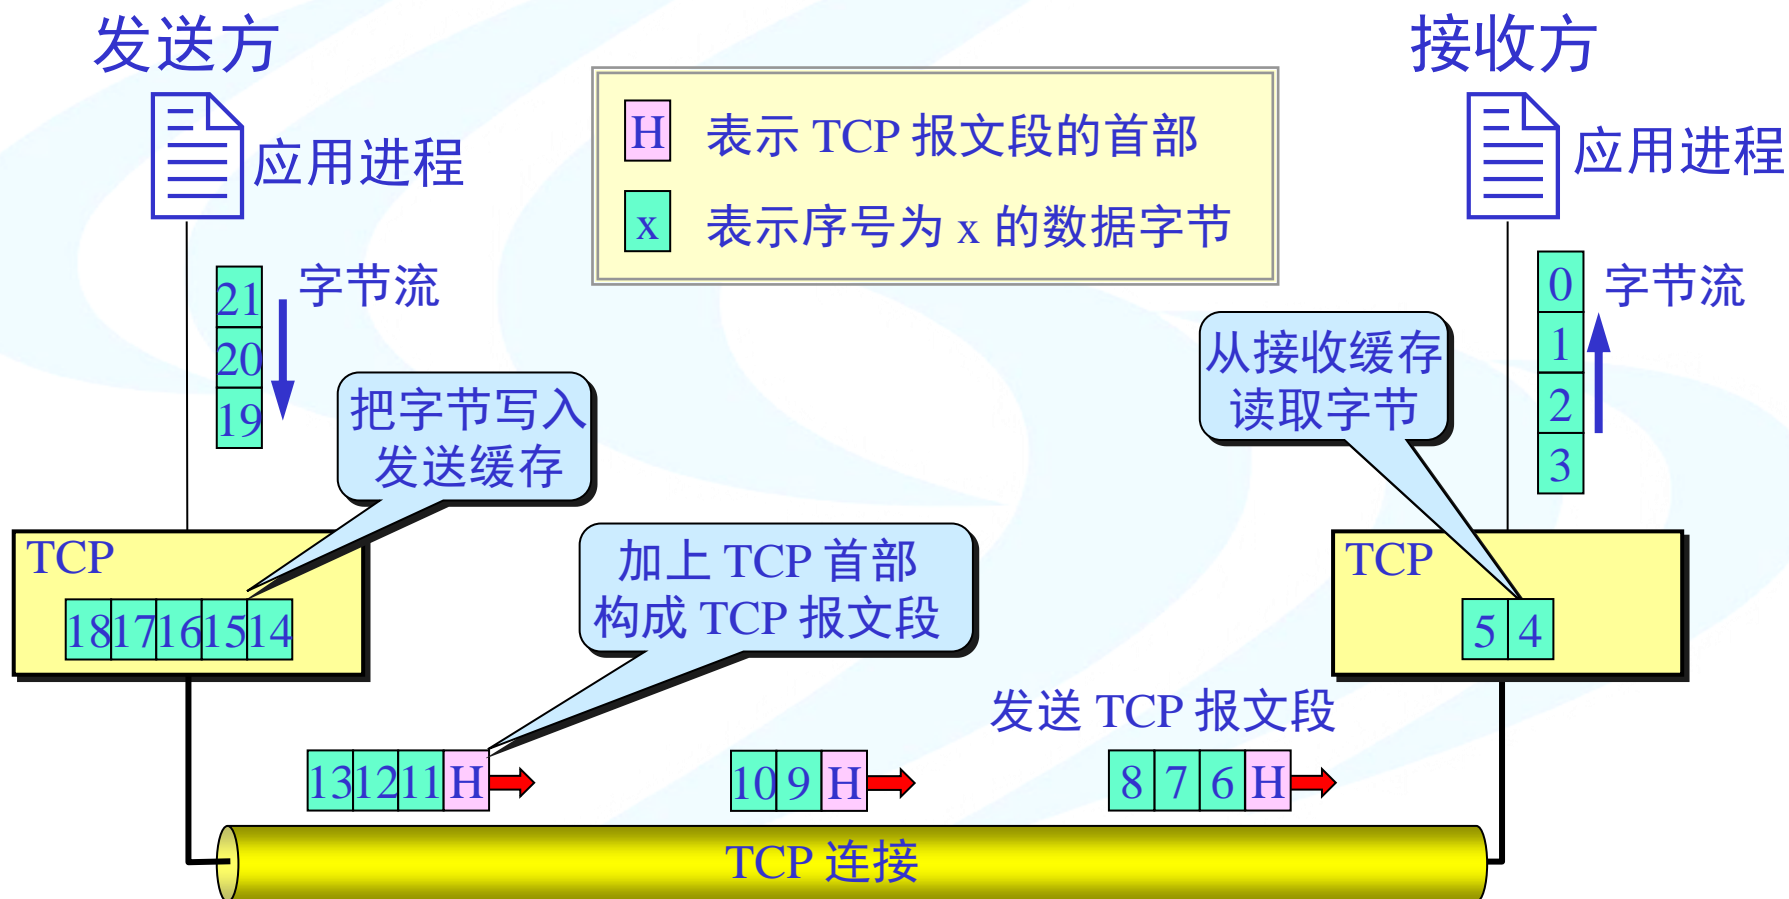 发送方
接收方
H 表示 TCP 报文段的首部
x 表示序号为 x 的数据字节
应用进程
应用进程
21
20
19
字节流
0
1
2
3
字节流
把字节写入
发送缓存
从接收缓存
读取字节
TCP
18 17 16 15 14
加上 TCP 首部
构成 TCP 报文段
TCP
5 4
发送 TCP 报文段
13 12 11 H
10 9 H
8 7 6 H
TCP 连接